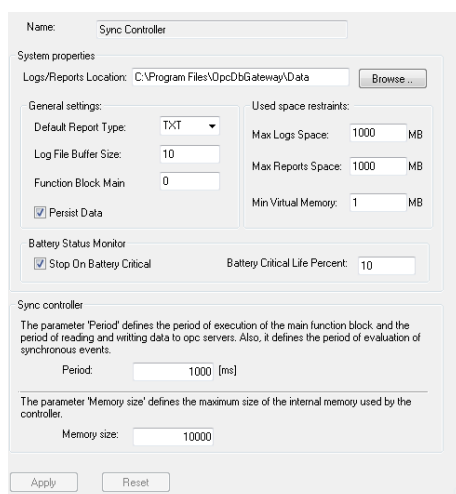 Name: Sync Controller
System properties
Logs/Reports Location: C:\Program Files\OpcDbGateway\Data Browse ..
General settings:
Default Report Type: TXT
Log File Buffer Size: 10
Function Block Main 0
Persist Data
Used space restraints:
Max Logs Space: 1000 MB
Max Reports Space: 1000 MB
Min Virtual Memory: 1 MB
Battery Status Monitor
Stop On Battery Critical Battery Critical Life Percent: 10
Sync controller
The parameter 'Period' defines the period of execution of the main function block and the
period of reading and writting data to opc servers. Also, it defines the period of evaluation of
synchronous events.
Period: 1000 [ms]
The parameter 'Memory size' defines the maximum size of the internal memory used by the
controller.
Memory size: 10000
Apply Reset